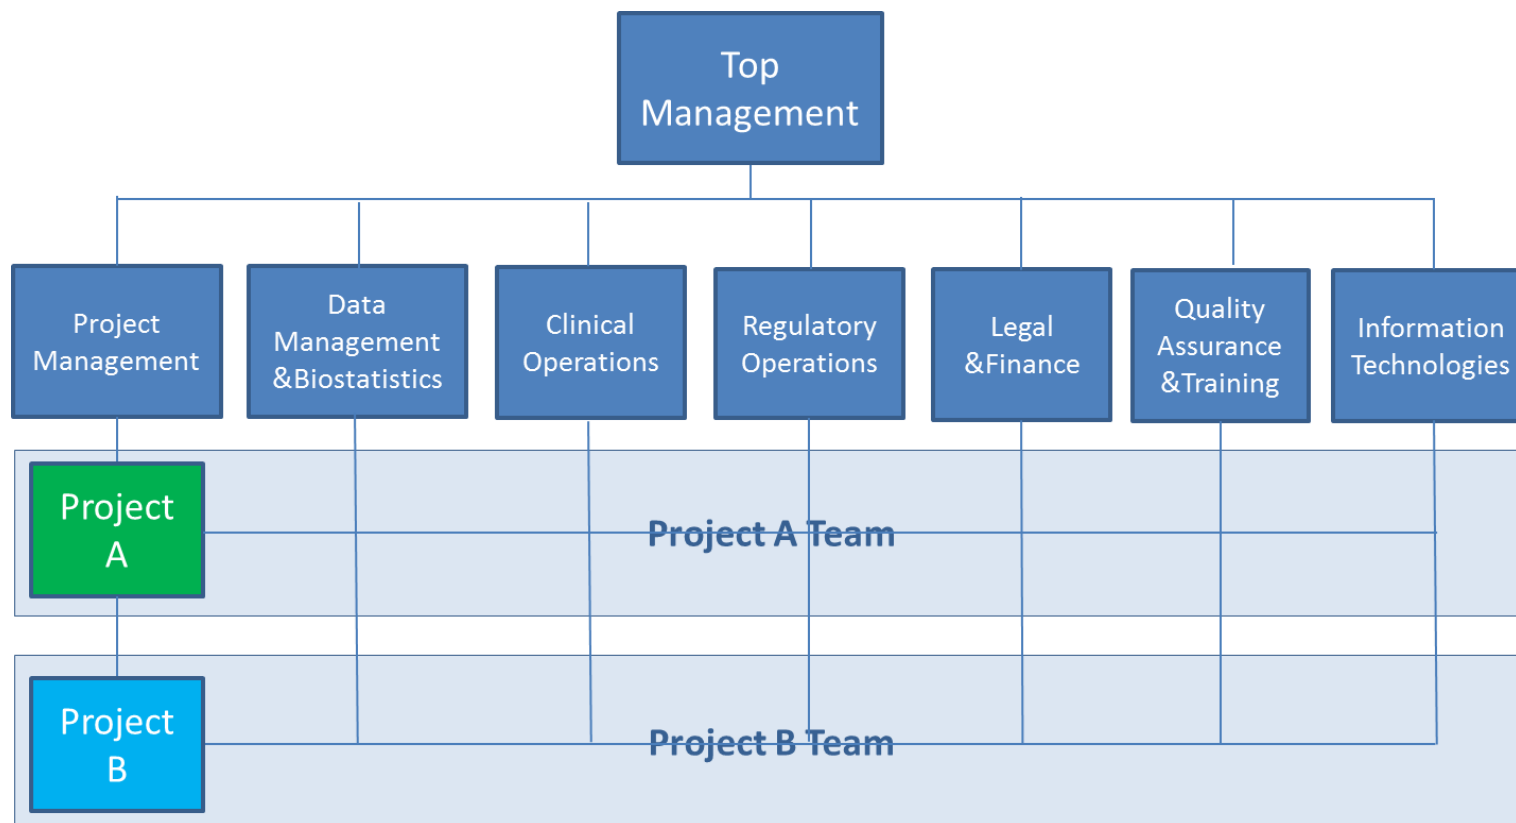 Top
Management
Project
Management
Data
Management
&Biostatistics
Clinical
Operations
Regulatory
Operations
Legal
&Finance
Quality
Assurance
&Training
Information
Technologies
Project
A
Project A Team
Project
B
Project B Team